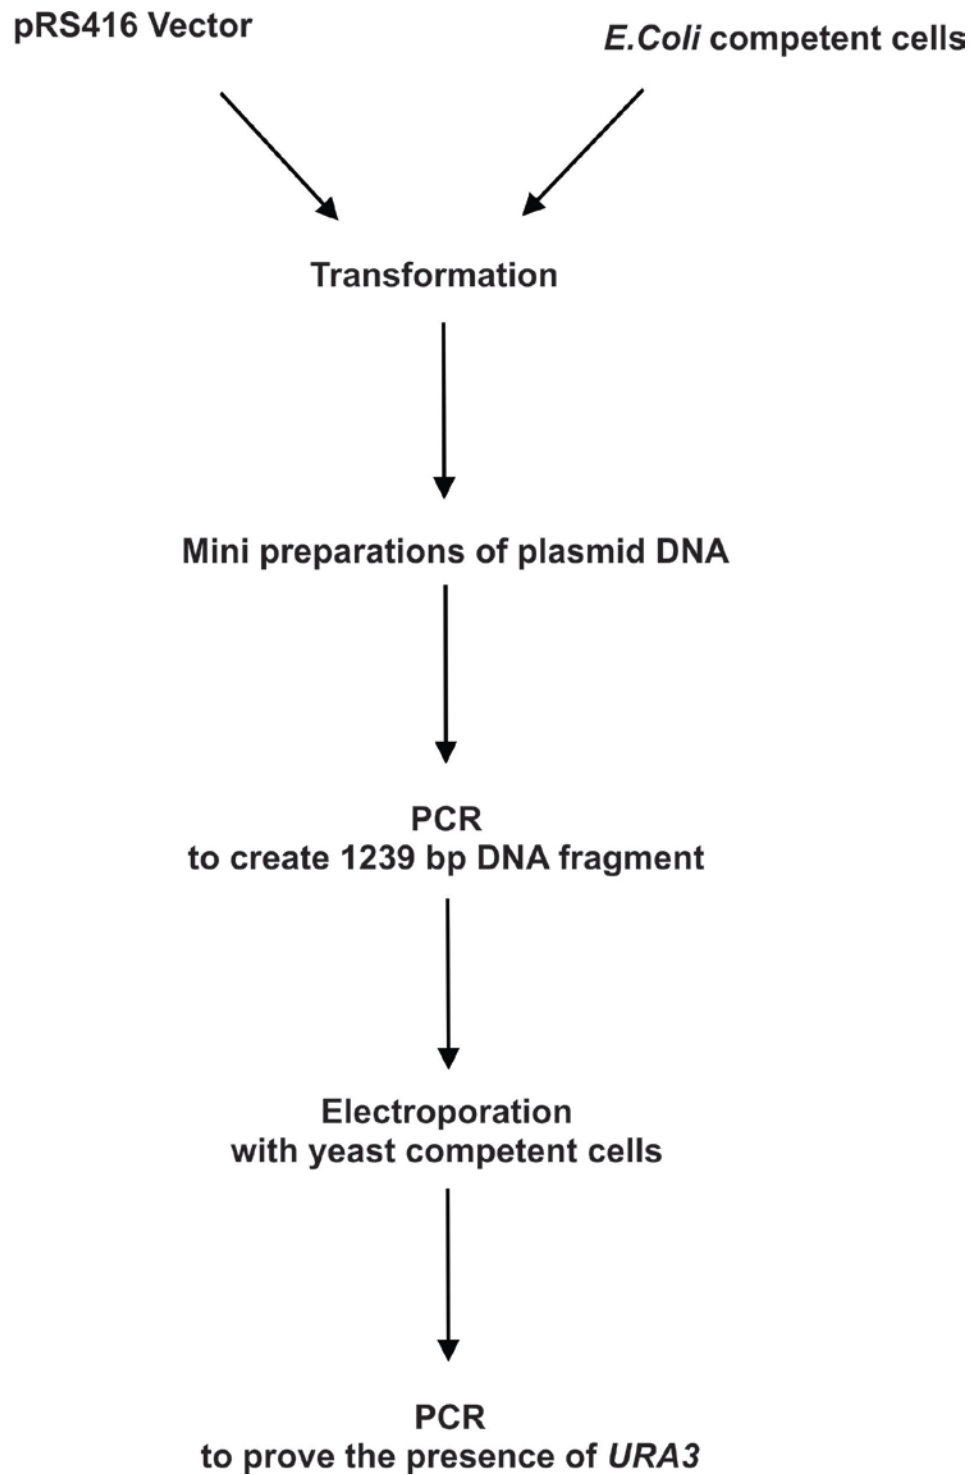 pRS416 Vector
E.Coli competent cells
Transformation
Mini preparations of plasmid DNA
PCR
to create 1239 bp DNA fragment
Electroporation
with yeast competent cells
PCR
to prove the presence of URA3